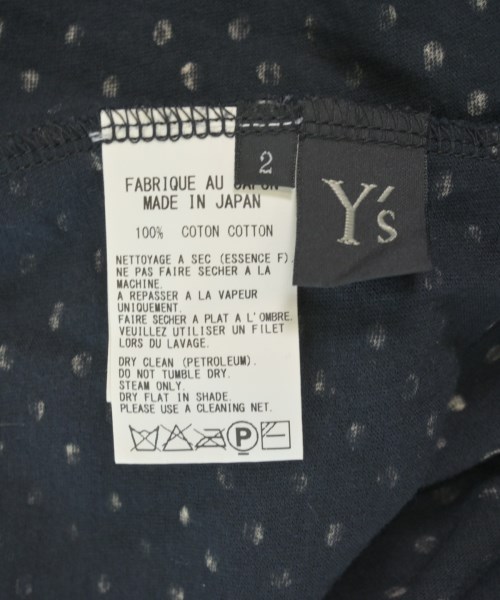 2
Y's
FABRIQUE AU JAPON
MADE IN JAPAN
100% COTON COTTON
NETTOYAGE A SEC (ESSENCE F).
NE PAS FAIRE SECHER A LA
MACHINE.
A REPASSER A LA VAPEUR
UNIQUEMENT.
FAIRE SECHER A PLAT A L'OMBRE.
VEUILLEZ UTILISER UN FILET
LORS DU LAVAGE.
DRY CLEAN (PETROLEUM).
DO NOT TUMBLE DRY.
STEAM ONLY.
DRY FLAT IN SHADE.
PLEASE USE A CLEANING NET.
P